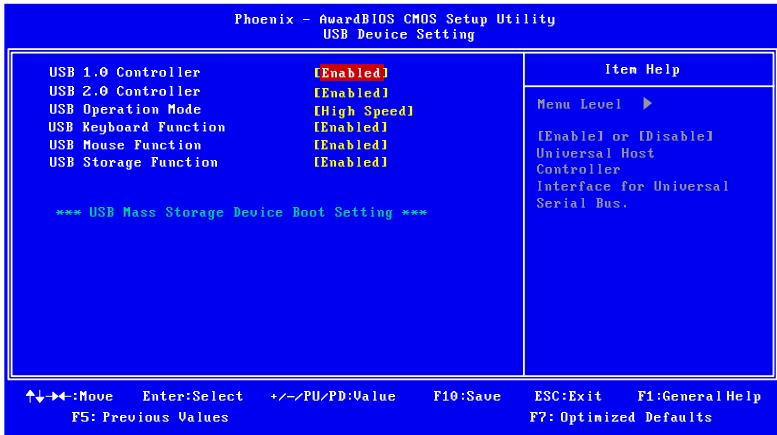 Phoenix - AwardBIOS CMOS Setup Utility
USB Device Setting
USB 1.0 Controller [Enabled]
USB 2.0 Controller [Enabled]
USB Operation Mode [High Speed]
USB Keyboard Function [Enabled]
USB Mouse Function [Enabled]
USB Storage Function [Enabled]
*** USB Mass Storage Device Boot Setting ***
Item Help
Menu Level
[Enable] or [Disable]
Universal Host
Controller
Interface for Universal
Serial Bus.
↑↓→←:Move Enter:Select +/-/PU/PD:Value F10:Save ESC:Exit F1:General Help
F5: Previous Values F7: Optimized Defaults